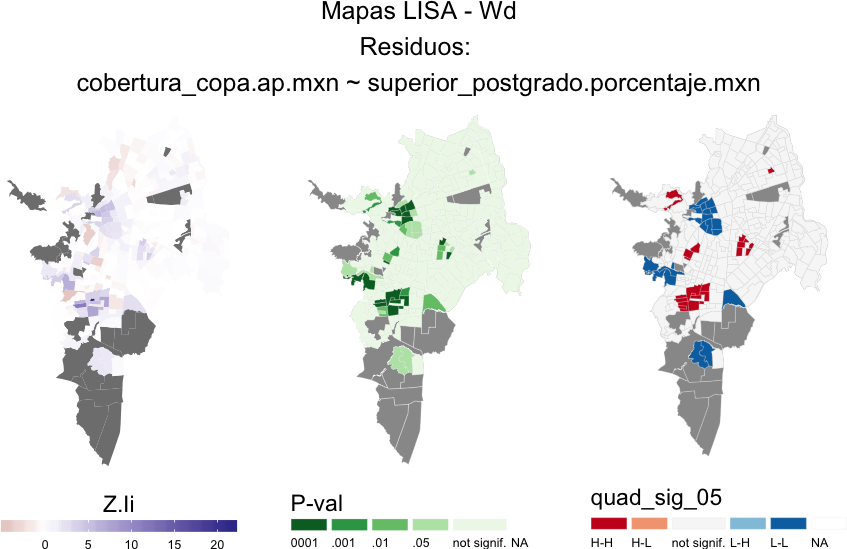 Mapas LISA - Wd
Residuos:
cobertura_copa.ap.mxn ~ superior_postgrado.porcentaje.mxn
Z.Ii
0 5 10 15 20
P-val
0001 .001 .01 .05 not signif. NA
quad_sig_05
H-H H-L not signif. L-H L-L NA